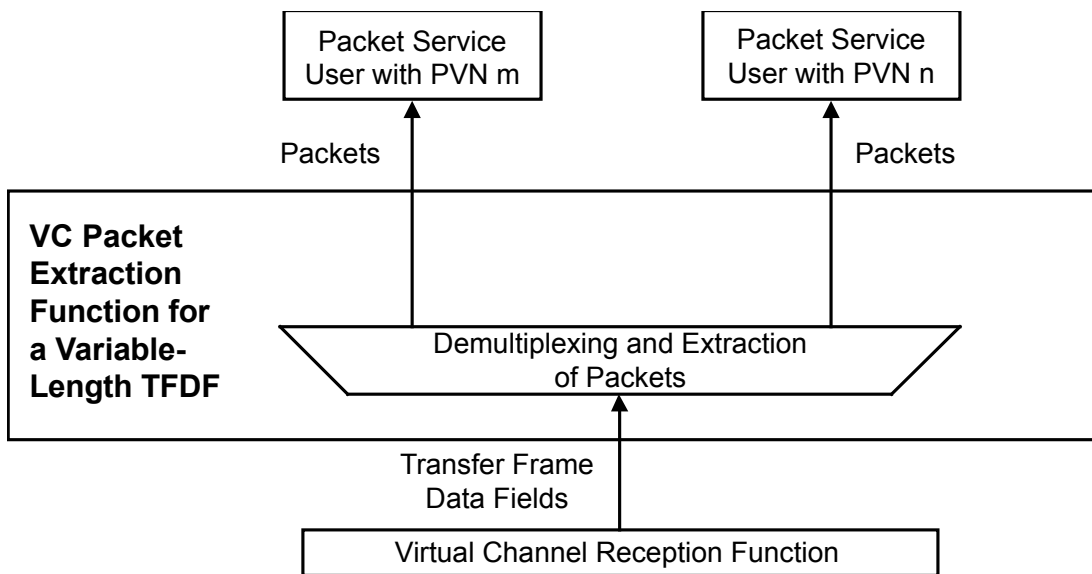 Packet Service
User with PVN m
Packet Service
User with PVN n
Packets
Packets
VC Packet
Extraction
Function for
a Variable-
Length TFDF
Demultiplexing and Extraction
of Packets
Transfer Frame
Data Fields
Virtual Channel Reception Function